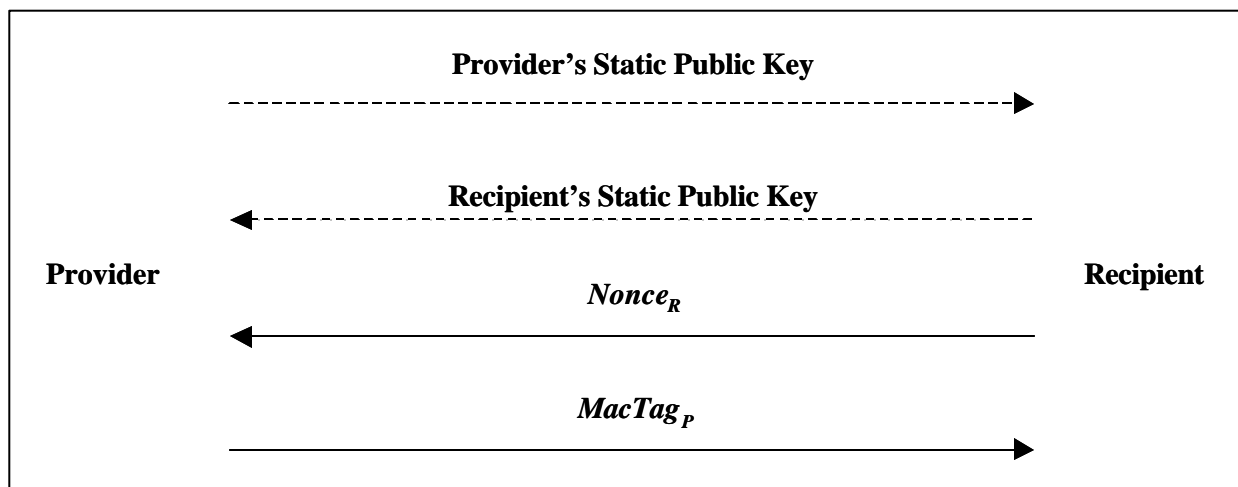 Provider’s Static Public Key
Recipient’s Static Public Key
Provider
Recipient
Nonce_R
MacTag_P